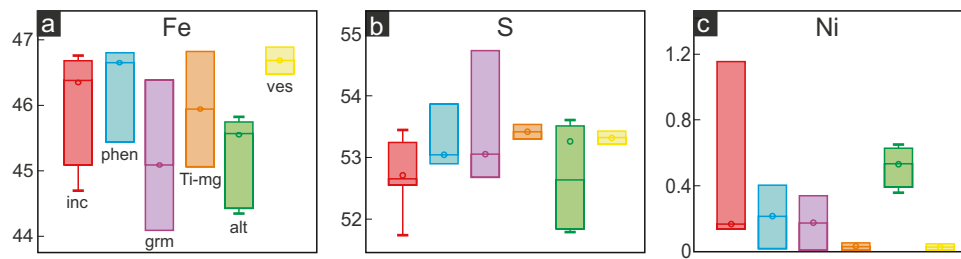 a Fe
47
46
45
44
inc
phen
grm
Ti-mg
alt
ves
b S
55
54
53
52
c Ni
1.2
0.8
0.4
0